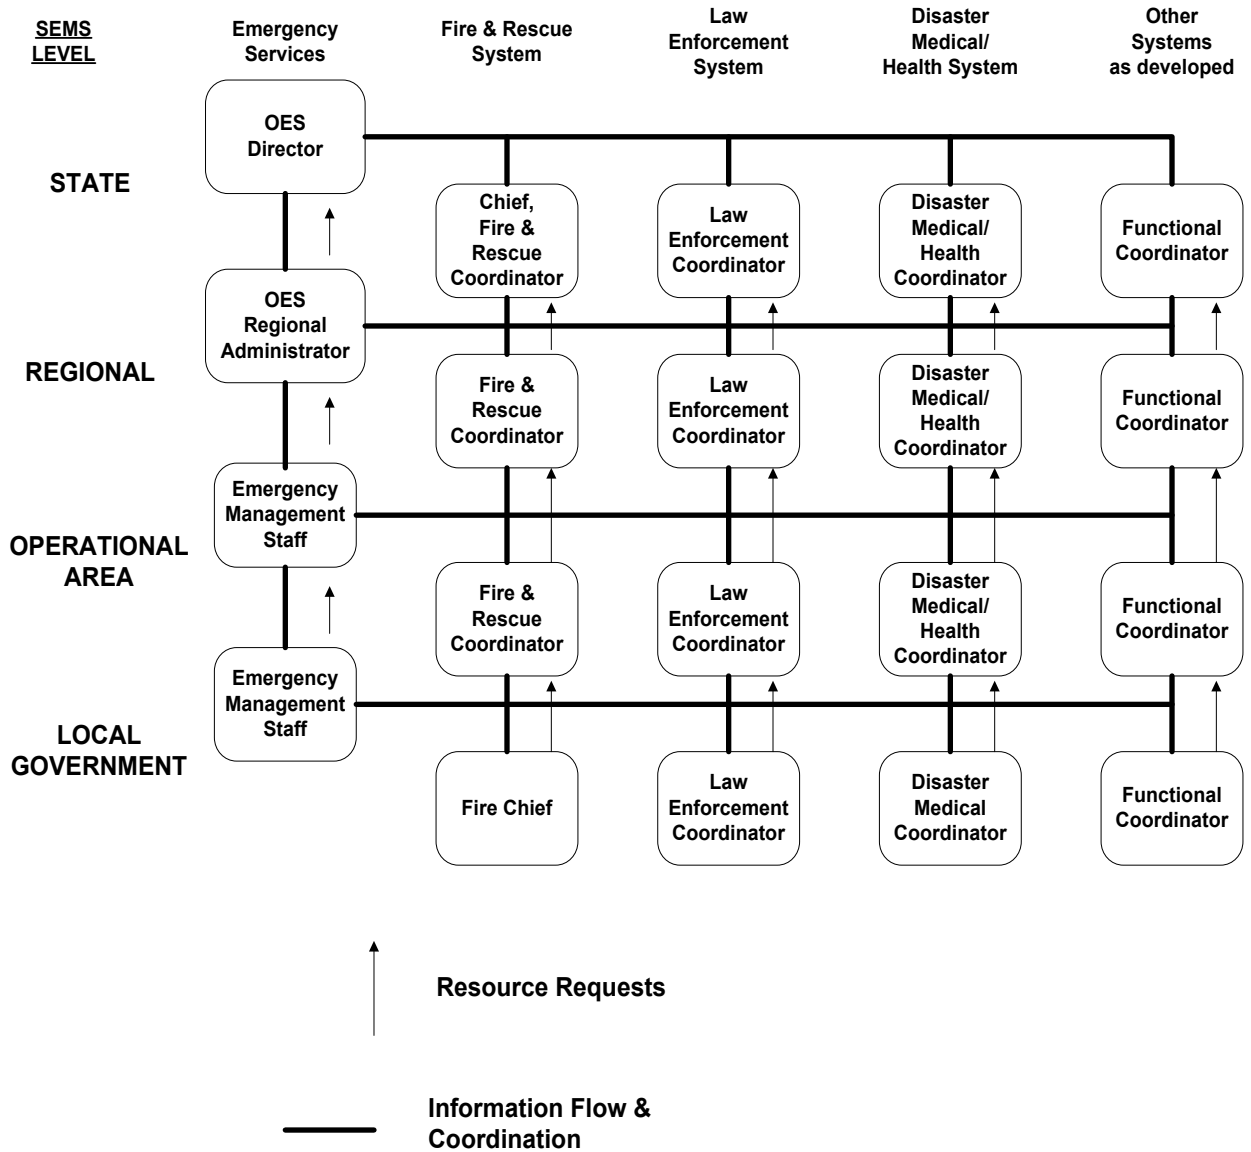 SEMS
LEVEL
Emergency
Services
Fire & Rescue
System
Law
Enforcement
System
Disaster
Medical/
Health System
Other
Systems
as developed
STATE
OES
Director
Chief,
Fire &
Rescue
Coordinator
Law
Enforcement
Coordinator
Disaster
Medical/
Health
Coordinator
Functional
Coordinator
REGIONAL
OES
Regional
Administrator
Fire &
Rescue
Coordinator
Law
Enforcement
Coordinator
Disaster
Medical/
Health
Coordinator
Functional
Coordinator
OPERATIONAL
AREA
Emergency
Management
Staff
Fire &
Rescue
Coordinator
Law
Enforcement
Coordinator
Disaster
Medical/
Health
Coordinator
Functional
Coordinator
LOCAL
GOVERNMENT
Emergency
Management
Staff
Fire Chief
Law
Enforcement
Coordinator
Disaster
Medical
Coordinator
Functional
Coordinator
Resource Requests
Information Flow &
Coordination